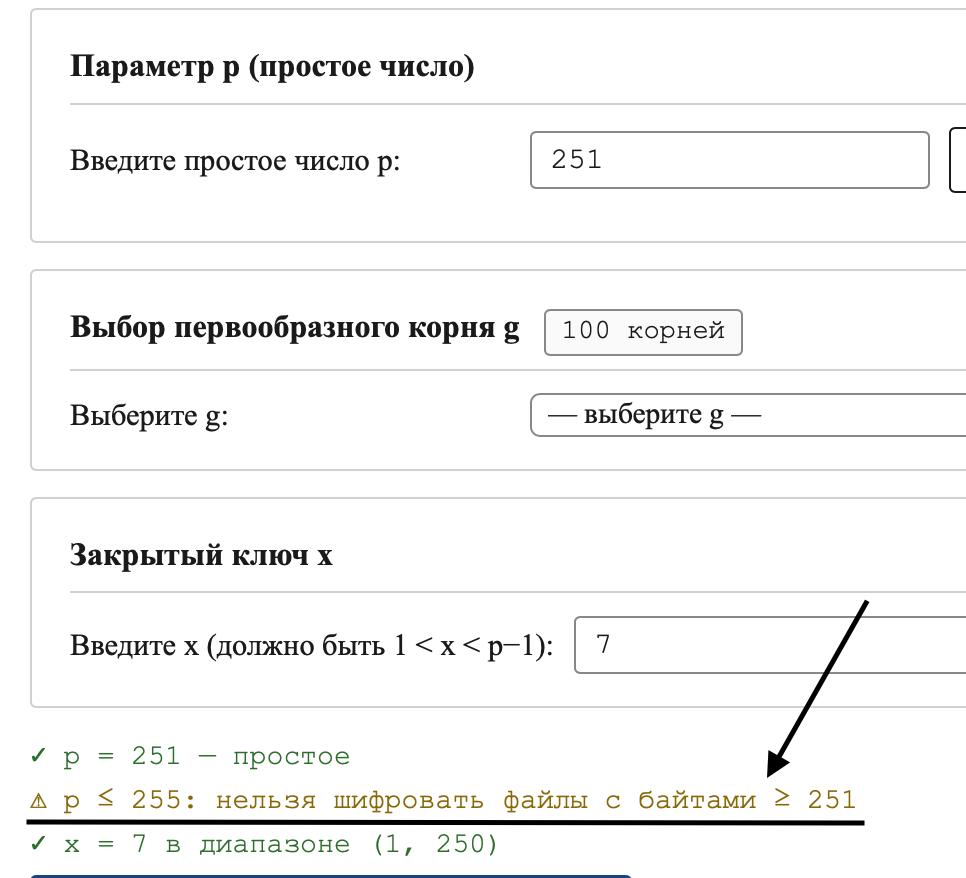 Параметр p (простое число)
Введите простое число p:
251
Выбор первообразного корня g
100 корней
Выберите g:
— выберите g —
Закрытый ключ x
Введите x (должно быть 1 < x < p−1):
7
✓ p = 251 — простое
⚠ p ≤ 255: нельзя шифровать файлы с байтами ≥ 251
✓ x = 7 в диапазоне (1, 250)